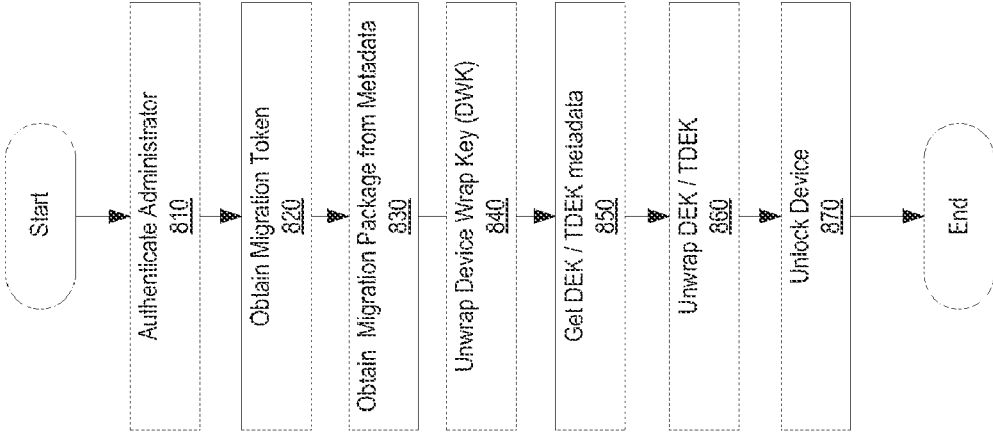 Start
Authenticate Administrator
810
Obtain Migration Token
820
Obtain Migration Package from Metadata
830
Unwrap Device Wrap Key (DWK)
840
Get DEK / TDEK metadata
850
Unwrap DEK / TDEK
860
Unlock Device
870
End